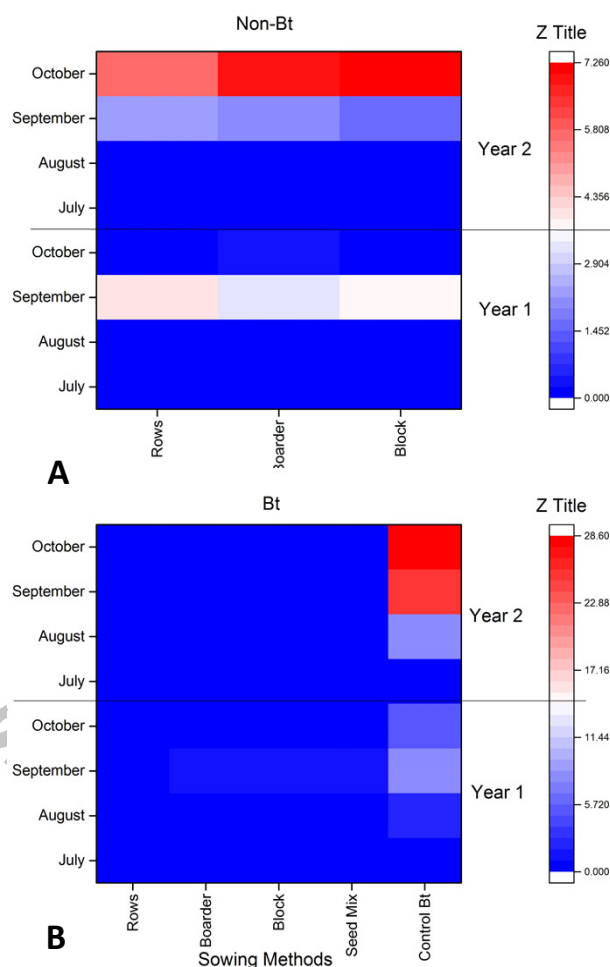 Non-Bt
Z Title
October
September
August
July
October
September
August
July
Year 2
Year 1
7.260
5.808
4.356
2.904
1.452
0.000
Rows
Boarder
Block
A
Bt
Z Title
October
September
August
July
October
September
August
July
Year 2
Year 1
28.60
22.88
17.16
11.44
5.720
0.000
Rows
Boarder
Block
Seed Mix
Control Bt
B
Sowing Methods